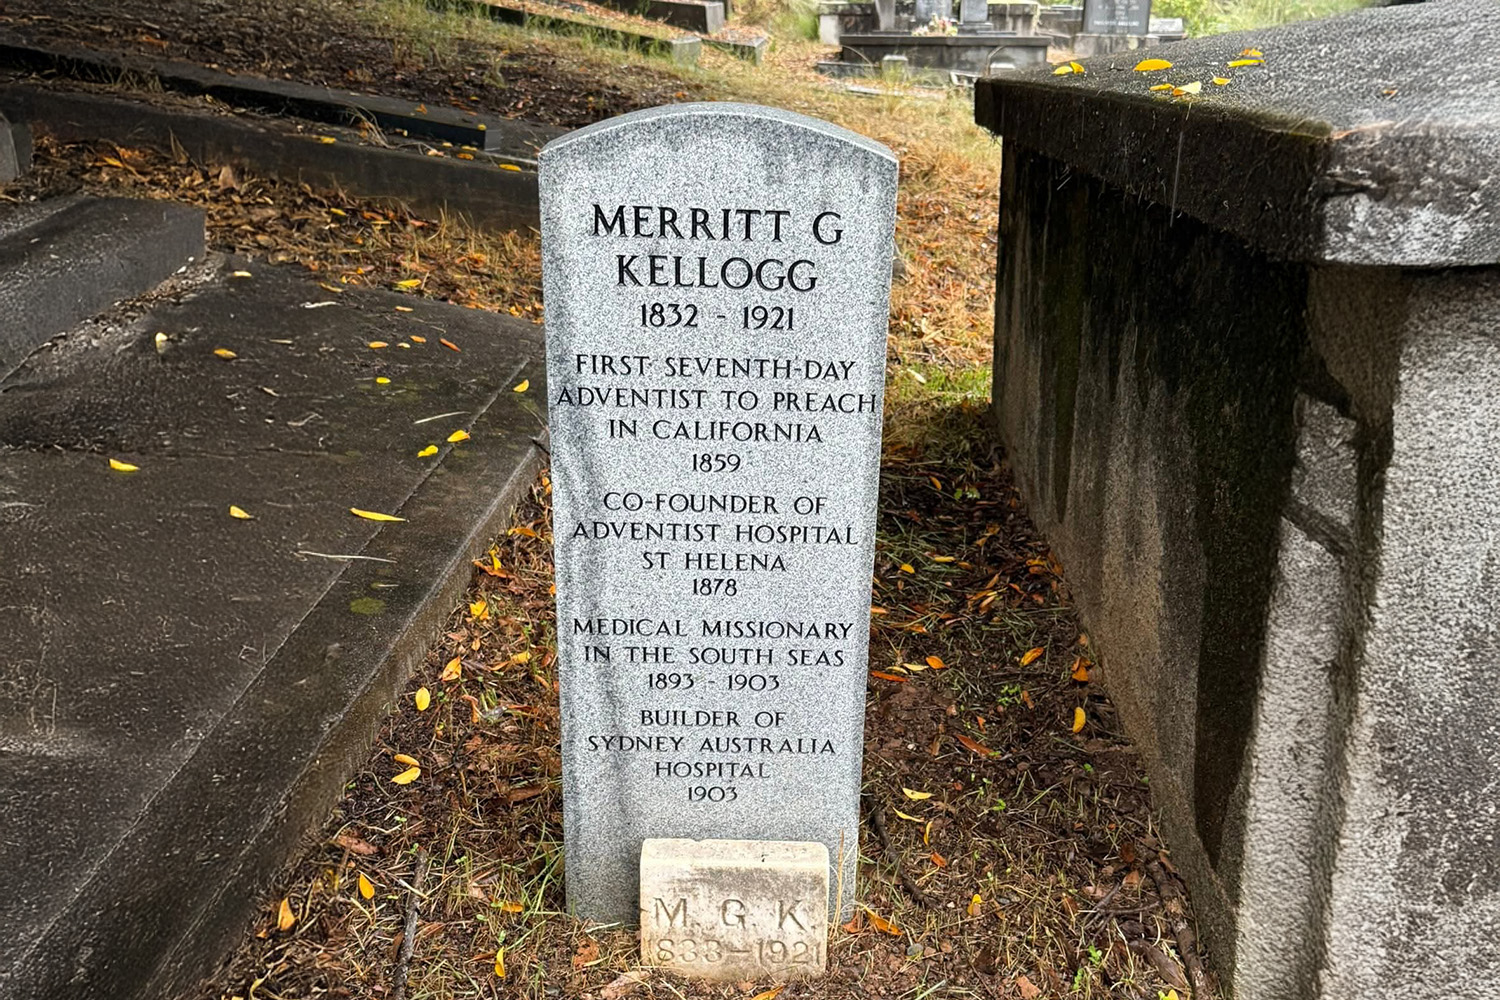 MERRITT G
KELLOGG
1832 - 1921
FIRST SEVENTH-DAY
ADVENTIST TO PREACH
IN CALIFORNIA
1859
CO-FOUNDER OF
ADVENTIST HOSPITAL
ST HELENA
1878
MEDICAL MISSIONARY
IN THE SOUTH SEAS
1893 - 1903
BUILDER OF
SYDNEY AUSTRALIA
HOSPITAL
1903
M. G. K.
1833-1921